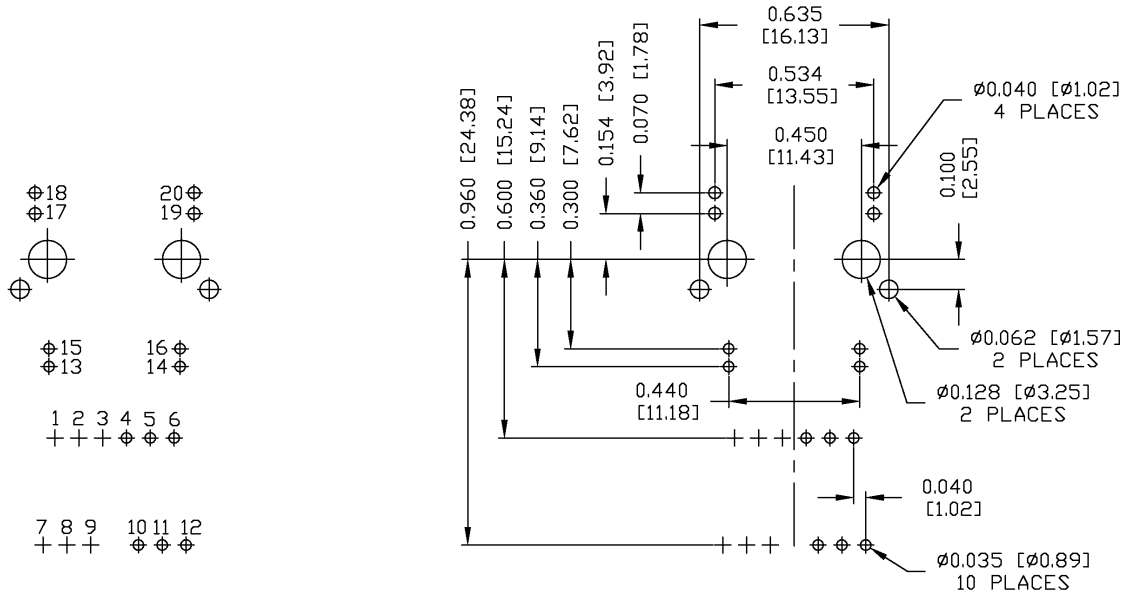 0.635
[16.13]
0.534
[13.55]
0.450
[11.43]
0.960 [24.38]
0.600 [15.24]
0.360 [9.14]
0.300 [7.62]
0.154 [3.92]
0.070 [1.78]
Ø0.040 [Ø1.02]
4 PLACES
0.100
[2.55]
18
20
17
19
15
16
13
14
Ø0.062 [Ø1.57]
2 PLACES
Ø0.128 [Ø3.25]
2 PLACES
0.440
[11.18]
1 2 3 4 5 6
0.040
[1.02]
7 8 9 10 11 12
Ø0.035 [Ø0.89]
10 PLACES